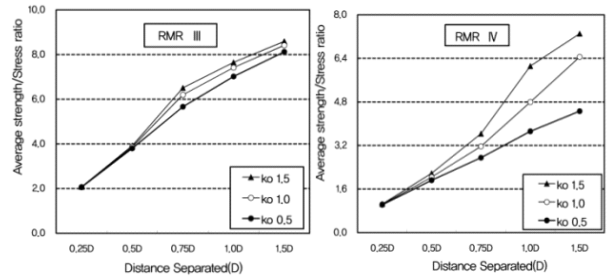 RMR III
10,0
8,0
6,0
4,0
2,0
0,0
Average strength/Stress ratio
ko 1,5
ko 1,0
ko 0,5
0,25D 0,5D 0,75D 1,0D 1,5D
Distance Separated(D)
RMR IV
8,0
6,4
4,8
3,2
1,6
0,0
Average strength/Stress ratio
ko 1,5
ko 1,0
ko 0,5
0,25D 0,5D 0,75D 1,0D 1,5D
Distance Separated(D)